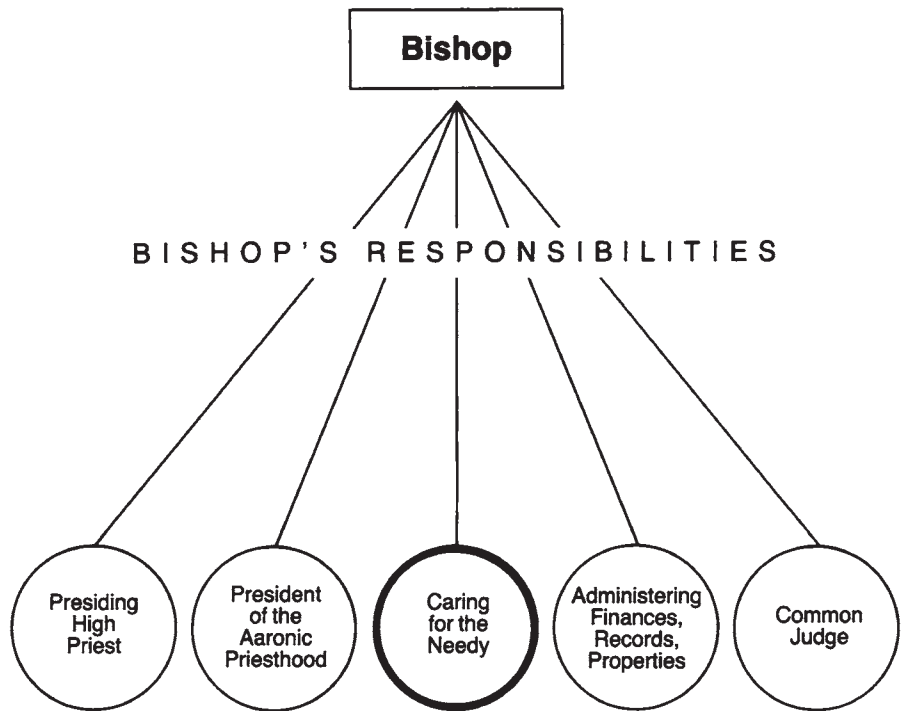 Bishop
BISHOP'S RESPONSIBILITIES
Presiding
High
Priest
President
of the
Aaronic
Priesthood
Caring
for the
Needy
Administering
Finances,
Records,
Properties
Common
Judge